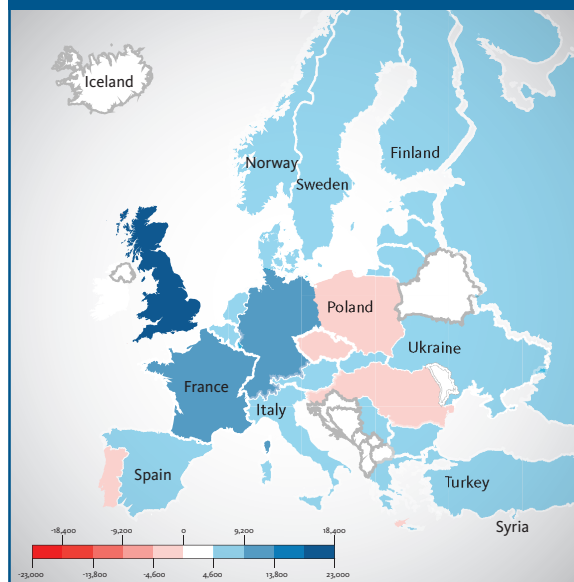 Iceland
Norway
Finland
Sweden
Poland
Ukraine
France
Italy
Spain
Turkey
Syria
-18,400 -9,200 0 9,200 18,400
-23,000 -13,800 -4,600 4,600 13,800 23,000